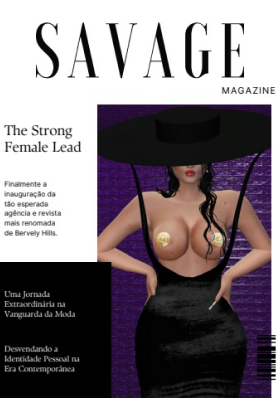 SAVAGE
MAGAZINE
The Strong
Female Lead
Finalmente a
inauguração da
tão esperada
agência e revista
mais renomada
de Bervely Hills.
Uma Jornada
Extraordinária na
Vanguarda da Moda
Desvendando a
Identidade Pessoal na
Era Contemporânea